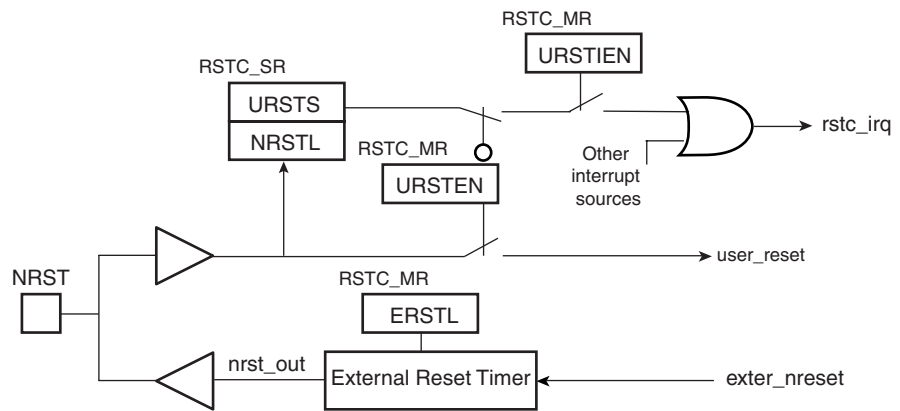 RSTC_MR
URSTIEN
RSTC_SR
URSTS
NRSTL
rstc_irq
RSTC_MR
URSTEN
Other
interrupt
sources
user_reset
NRST
RSTC_MR
ERSTL
nrst_out
External Reset Timer
exter_nreset